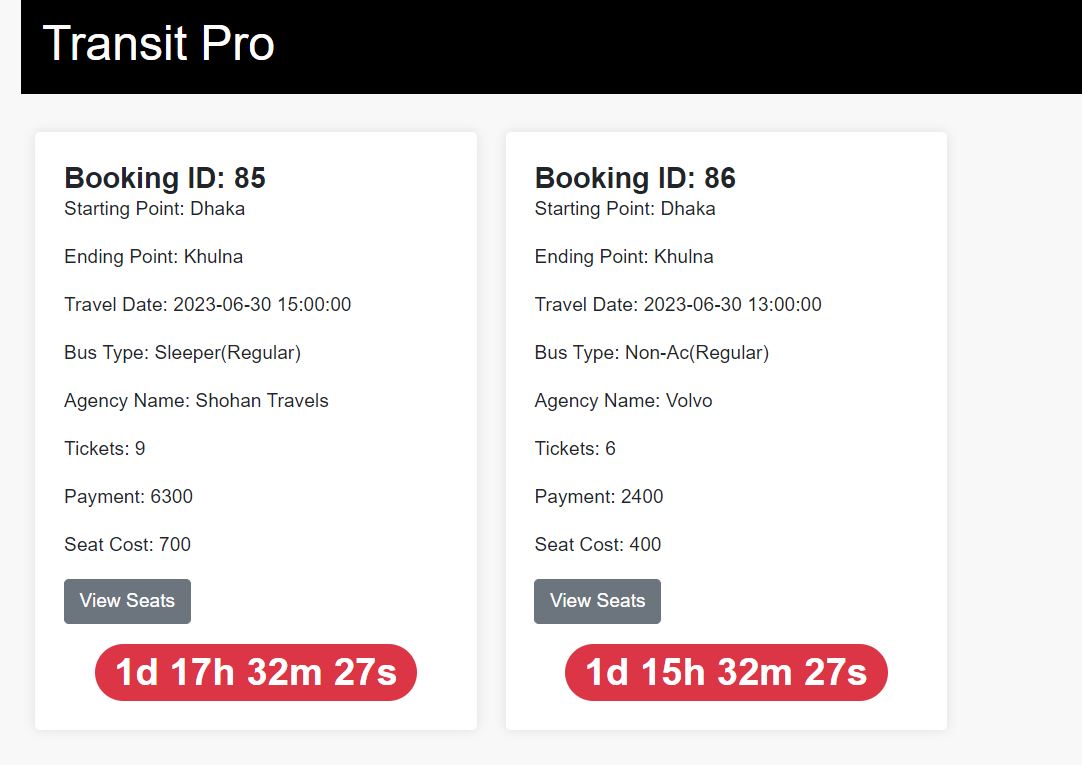 Transit Pro
Booking ID: 85
Starting Point: Dhaka
Ending Point: Khulna
Travel Date: 2023-06-30 15:00:00
Bus Type: Sleeper(Regular)
Agency Name: Shohan Travels
Tickets: 9
Payment: 6300
Seat Cost: 700
View Seats
1d 17h 32m 27s
Booking ID: 86
Starting Point: Dhaka
Ending Point: Khulna
Travel Date: 2023-06-30 13:00:00
Bus Type: Non-Ac(Regular)
Agency Name: Volvo
Tickets: 6
Payment: 2400
Seat Cost: 400
View Seats
1d 15h 32m 27s